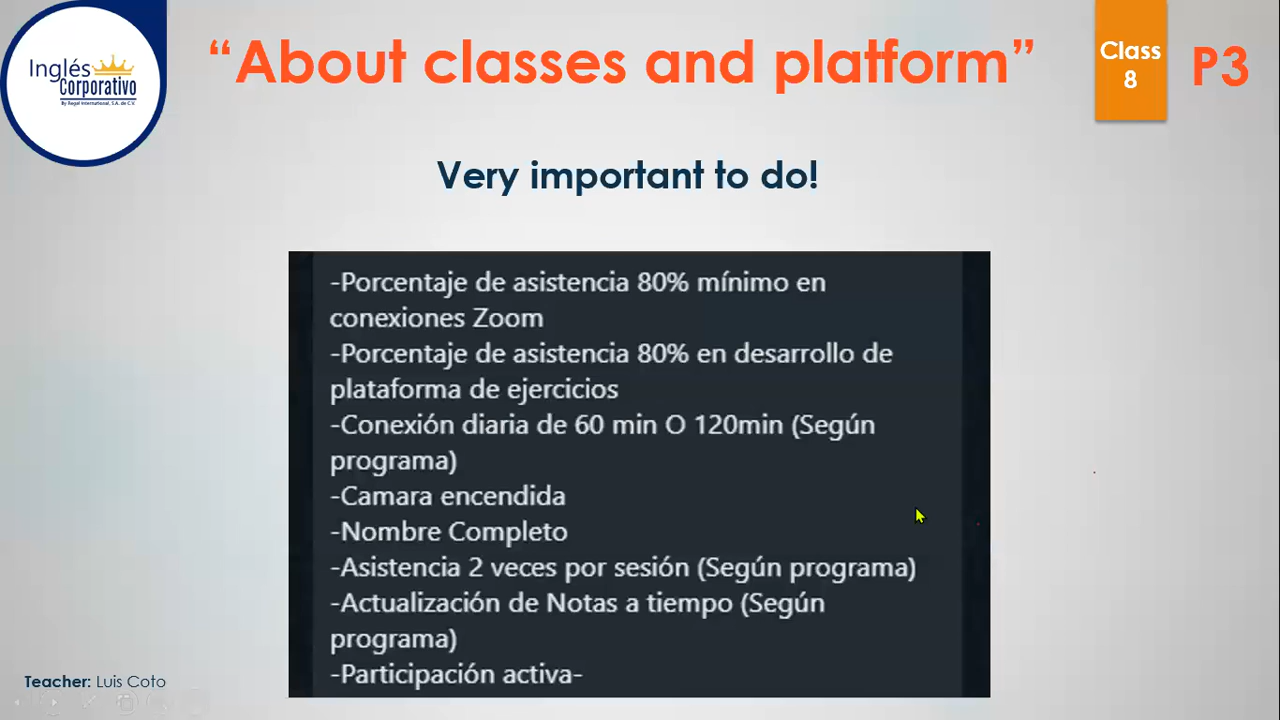 Inglés
Corporativo
By Regal International, S.A. de C.V.
“About classes and platform”
Class
8
P3
Very important to do!
-Porcentaje de asistencia 80% mínimo en
conexiones Zoom
-Porcentaje de asistencia 80% en desarrollo de
plataforma de ejercicios
-Conexión diaria de 60 min O 120min (Según
programa)
-Camara encendida
-Nombre Completo
-Asistencia 2 veces por sesión (Según programa)
-Actualización de Notas a tiempo (Según
programa)
-Participación activa-
Teacher: Luis Coto